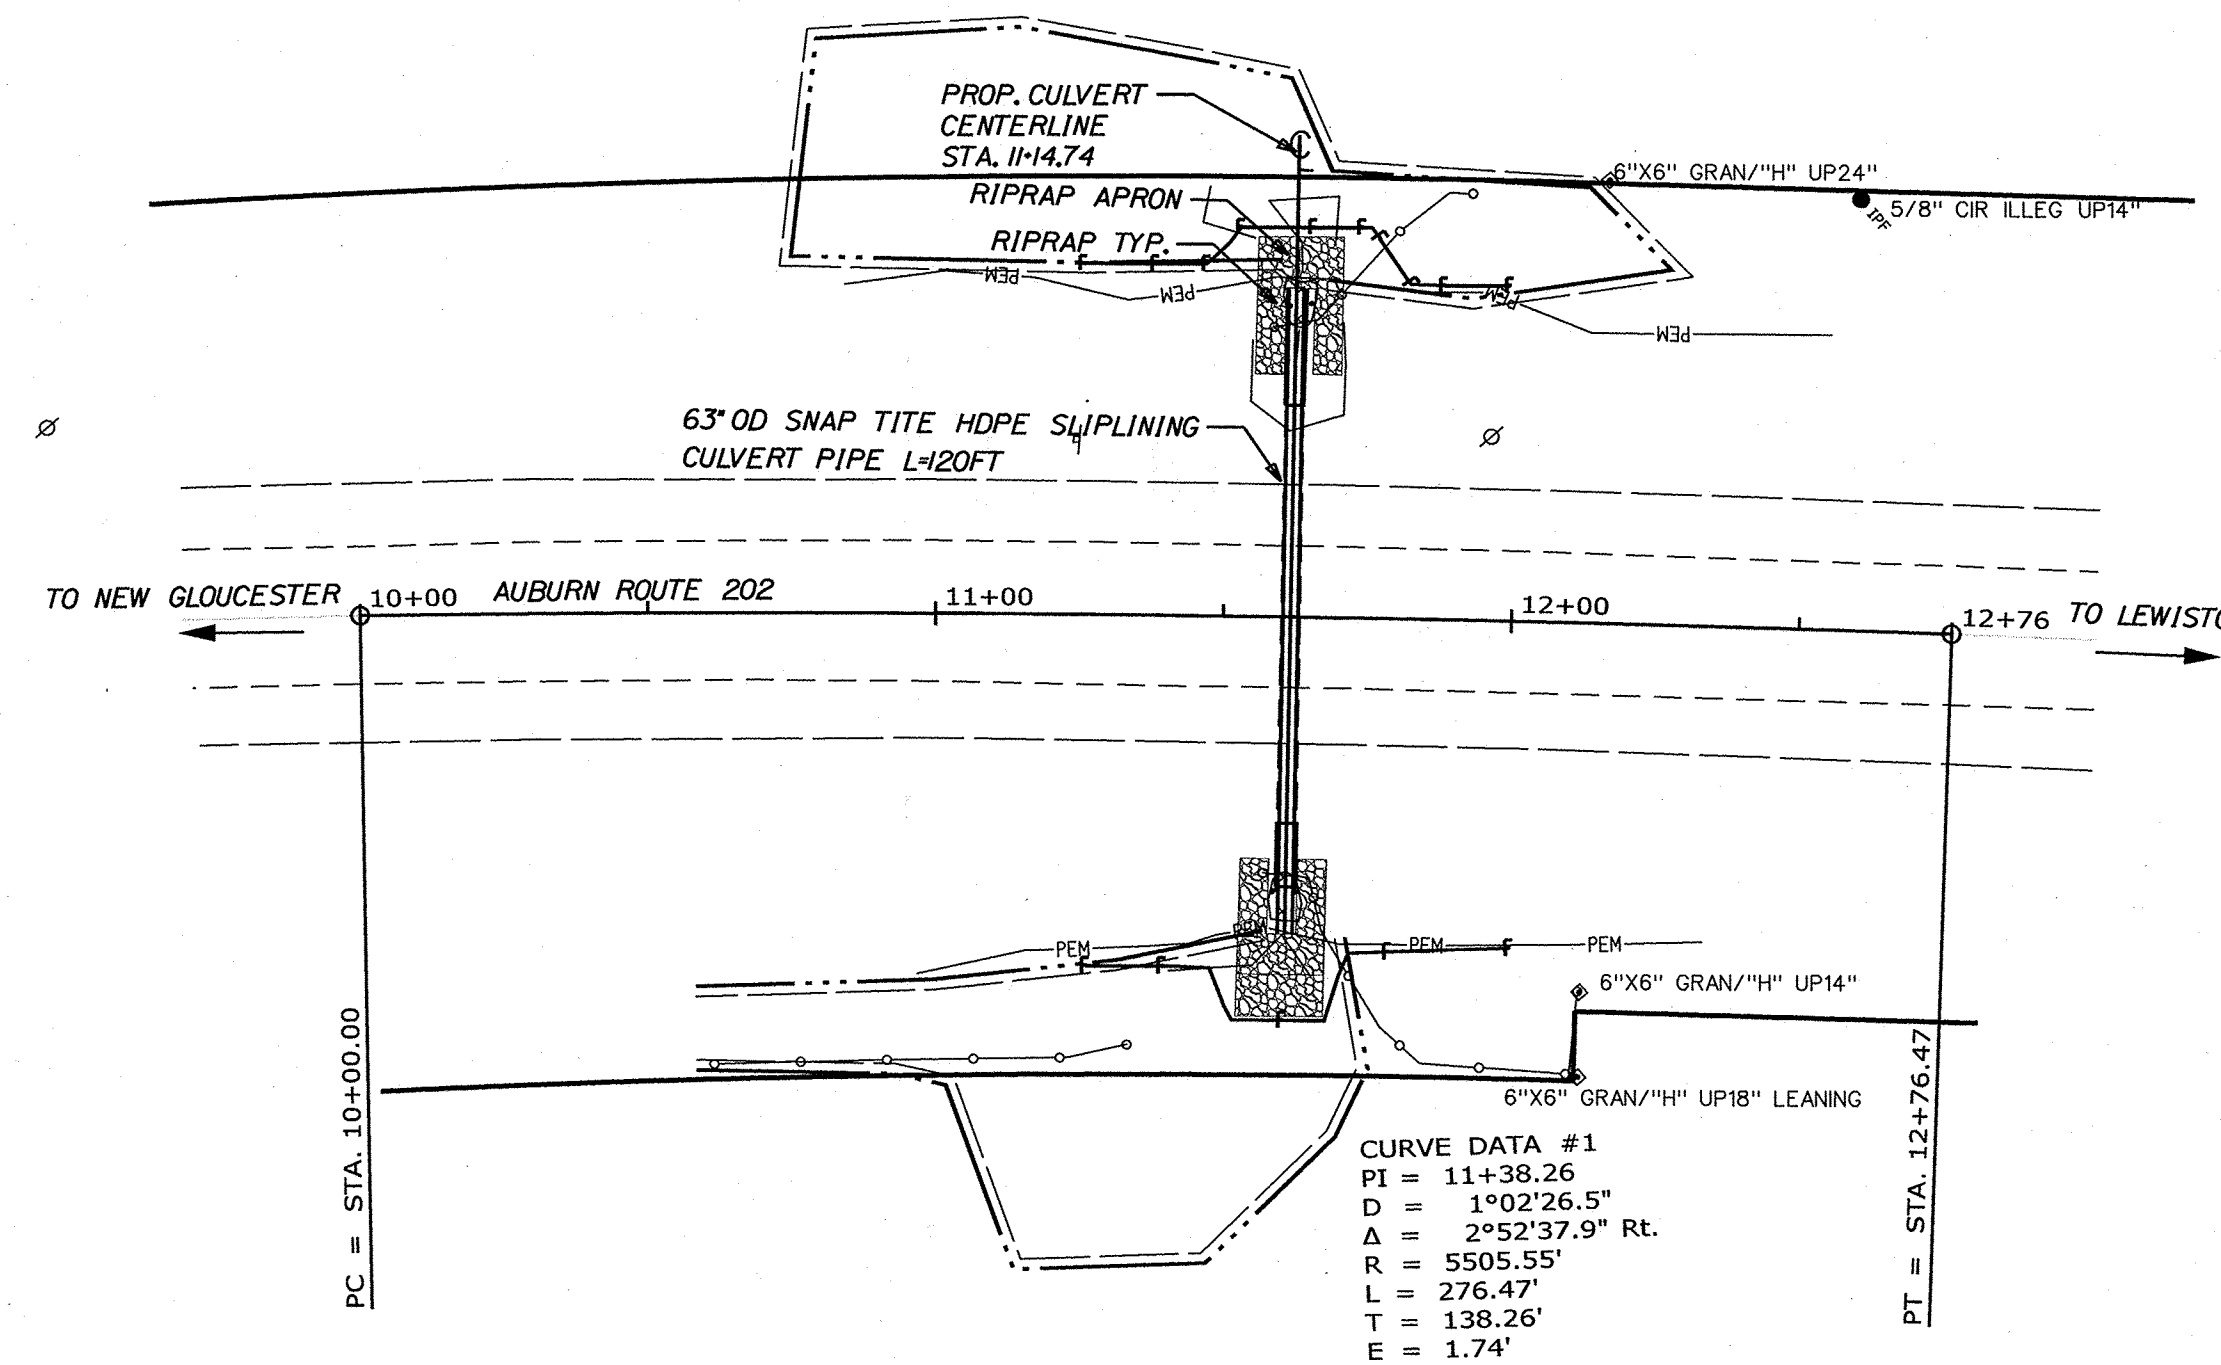 PROP. CULVERT
CENTERLINE
STA. 11+14.74
6"X6" GRAN/"H" UP24"
RIPRAP APRON
5/8" CIR ILLEG UP14"
IPF
RIPRAP TYP.
PEM
PEM
PEM
PEM
63" OD SNAP TITE HDPE SLIPLINING
CULVERT PIPE L=120FT
TO NEW GLOUCESTER
10+00
AUBURN ROUTE 202
11+00
12+00
12+76
TO LEWISTO
PEM
PEM
PEM
PEM
6"X6" GRAN/"H" UP14"
6"X6" GRAN/"H" UP18" LEANING
PC = STA. 10+00.00
PT = STA. 12+76.47
CURVE DATA #1
PI = 11+38.26
D = 1°02'26.5"
Δ = 2°52'37.9" Rt.
R = 5505.55'
L = 276.47'
T = 138.26'
E = 1.74'